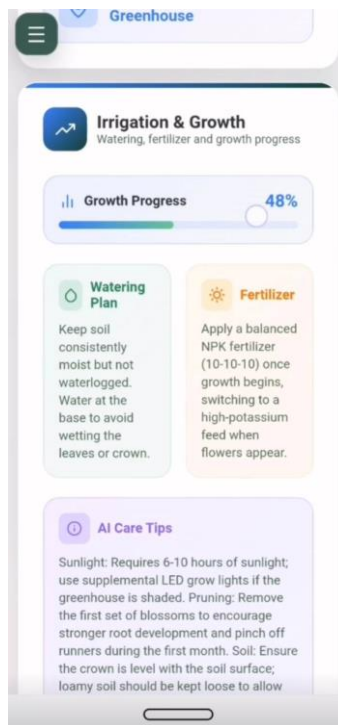 Greenhouse
Irrigation & Growth
Watering, fertilizer and growth progress
Growth Progress
48%
Watering
Plan
Keep soil
consistently
moist but not
waterlogged.
Water at the
base to avoid
wetting the
leaves or crown.
Fertilizer
Apply a balanced
NPK fertilizer
(10-10-10) once
growth begins,
switching to a
high-potassium
feed when
flowers appear.
AI Care Tips
Sunlight: Requires 6-10 hours of sunlight;
use supplemental LED grow lights if the
greenhouse is shaded. Pruning: Remove
the first set of blossoms to encourage
stronger root development and pinch off
runners during the first month. Soil: Ensure
the crown is level with the soil surface;
loamy soil should be kept loose to allow